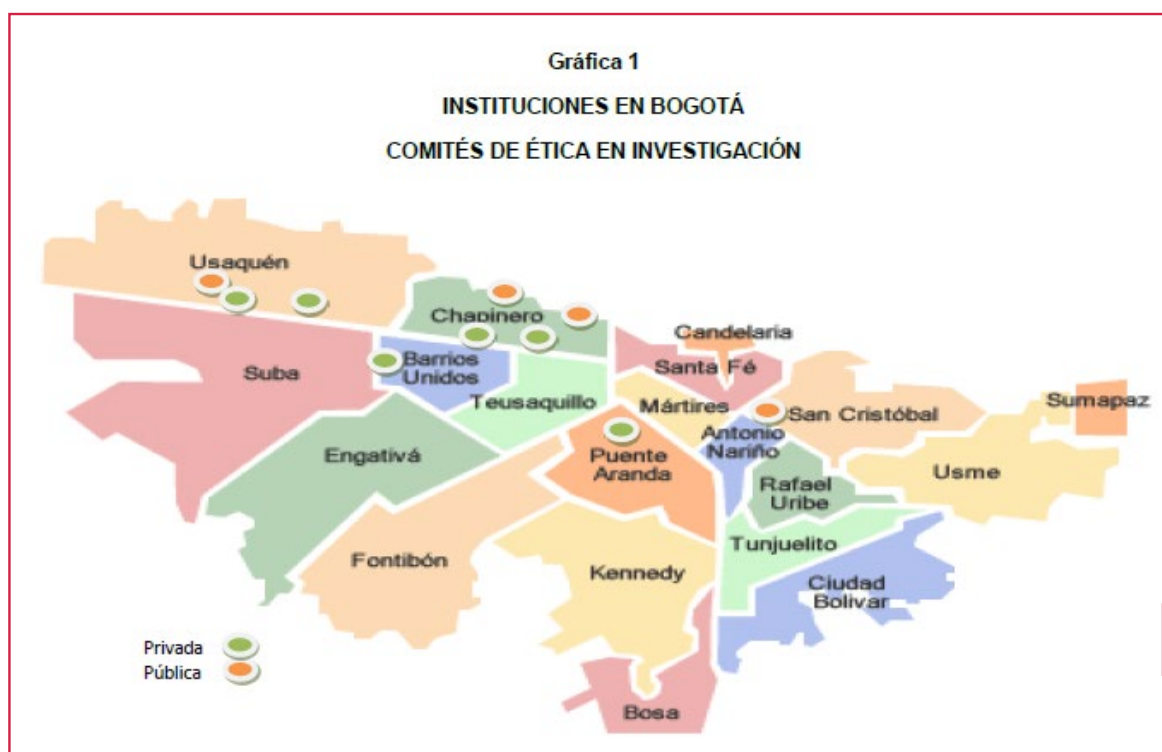 Gráfica 1
INSTITUCIONES EN BOGOTÁ
COMITÉS DE ÉTICA EN INVESTIGACIÓN
Usaquén
Chapinero
Candelaria
Santa Fé
Suba
Barrios
Unidos
Teusaquillo
Mártires
San Cristóbal
Sumapaz
Antonio
Nariño
Engativá
Puente
Aranda
Usme
Rafael
Uribe
Fontibón
Kennedy
Tunjuelito
Ciudad
Bolivar
Bosa
Privada
Pública